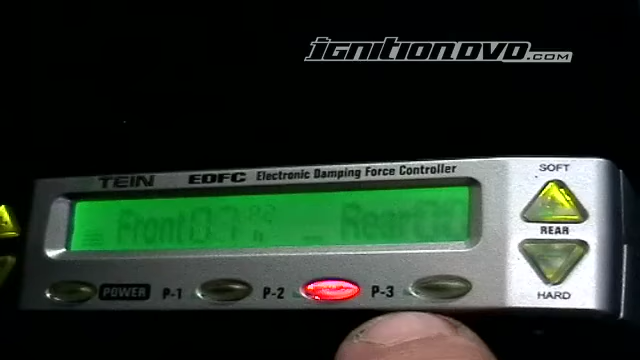 ignitionDVD.com
TEIN EDFC Electronic Damping Force Controller
SOFT
Front Rear
REAR
POWER P-1 P-2 P-3
HARD